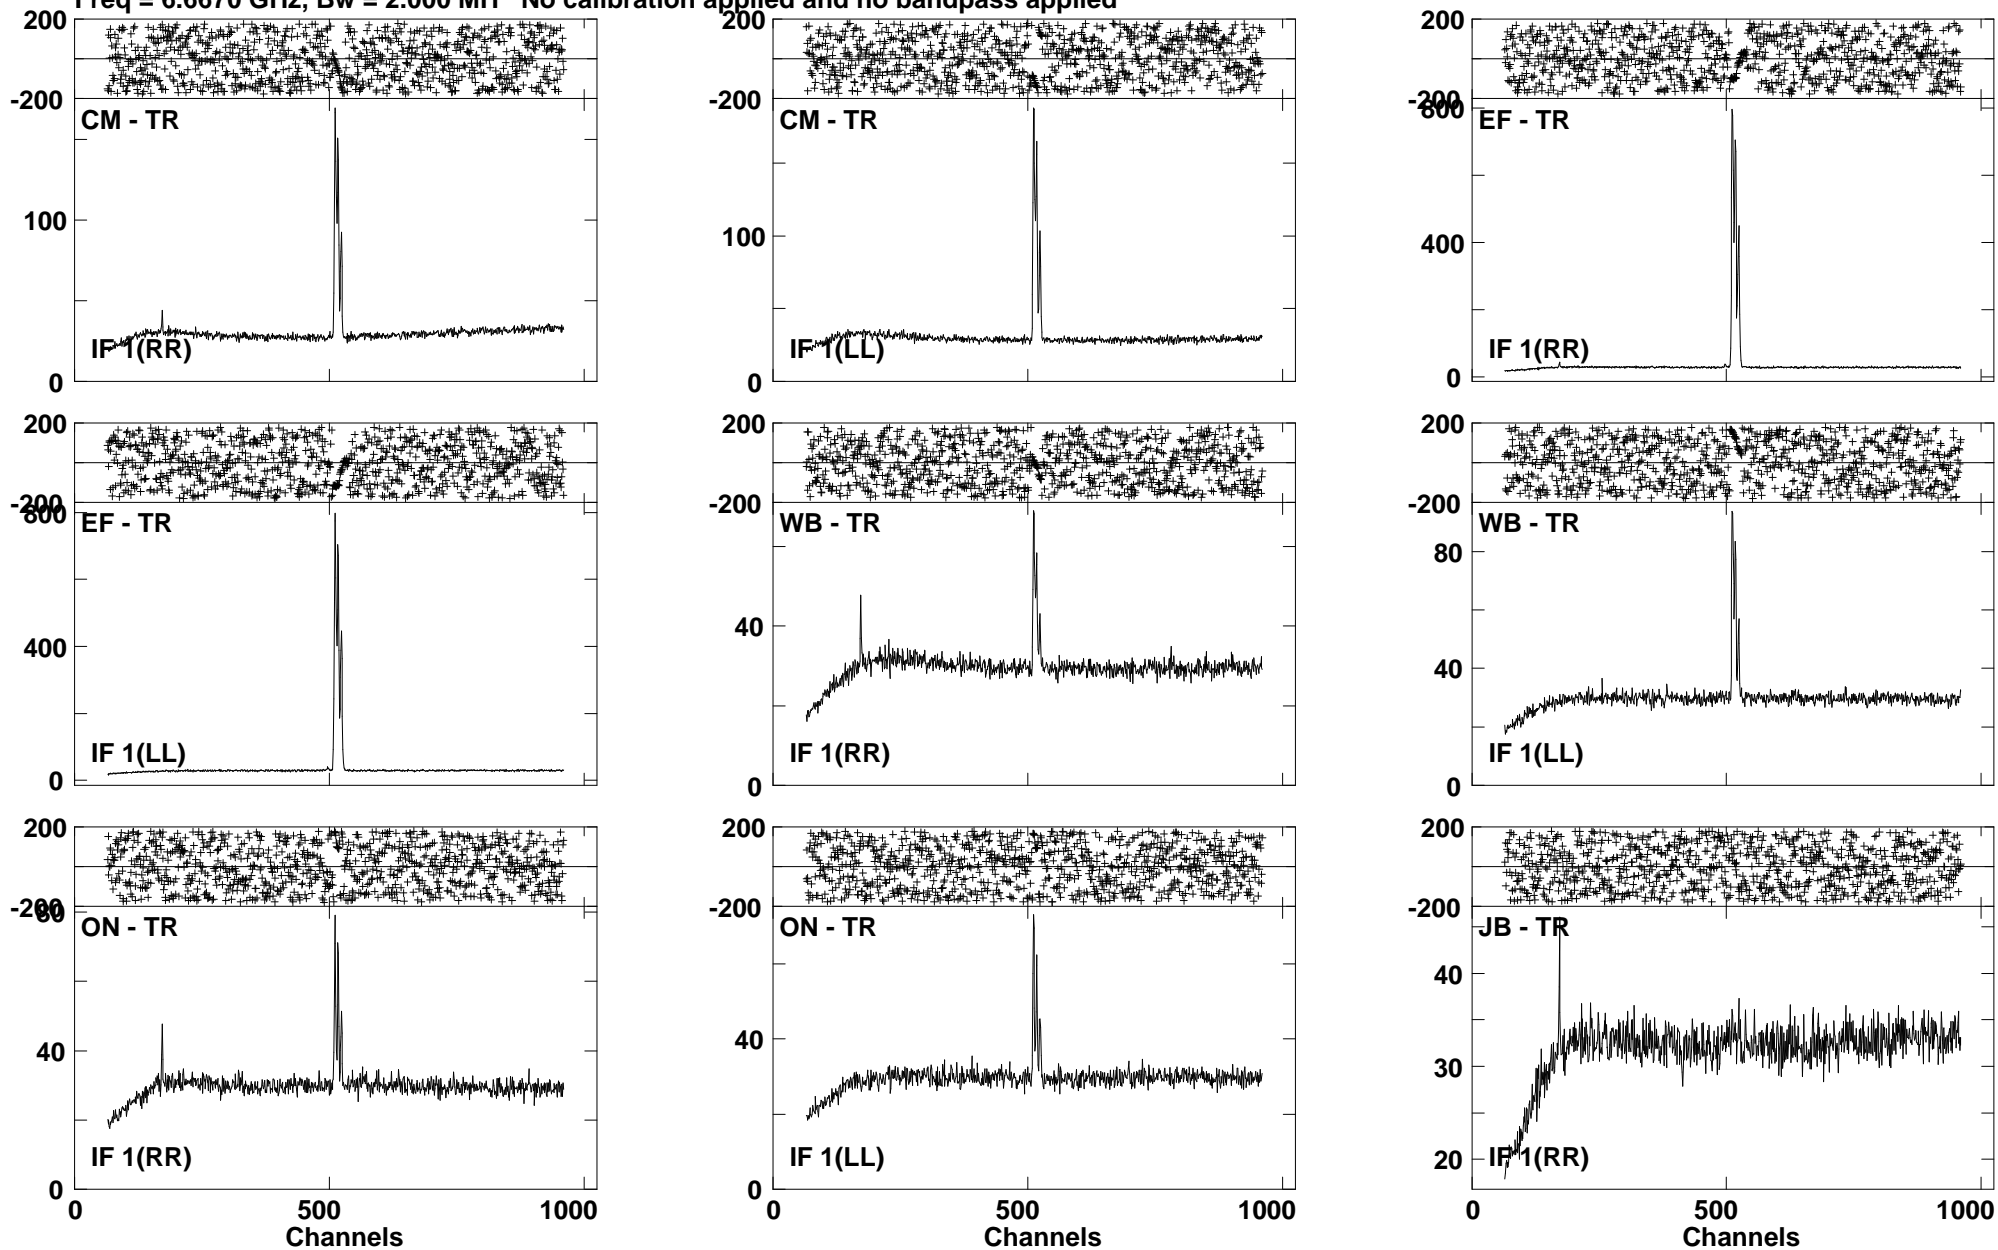 Freq = 6.6670 GHz, Bw = 2.000 MH No calibration applied and no bandpass applied
200 200 200
-200 -200 -200
800
CM - TR CM - TR EF - TR
100 100 400
IF 1(RR) IF 1(LL) IF 1(RR)
0 0 0
200 200 200
-200 -200 -200
800
EF - TR WB - TR WB - TR
80
400 40 40
IF 1(LL) IF 1(RR) IF 1(LL)
0 0 0
200 200 200
-200 -200 -200
80
ON - TR ON - TR JB - TR
40
40 40 30
IF 1(RR) IF 1(LL) IF 1(RR)
20
0 0
0 500 1000 0 500 1000 0 500 1000
Channels Channels Channels